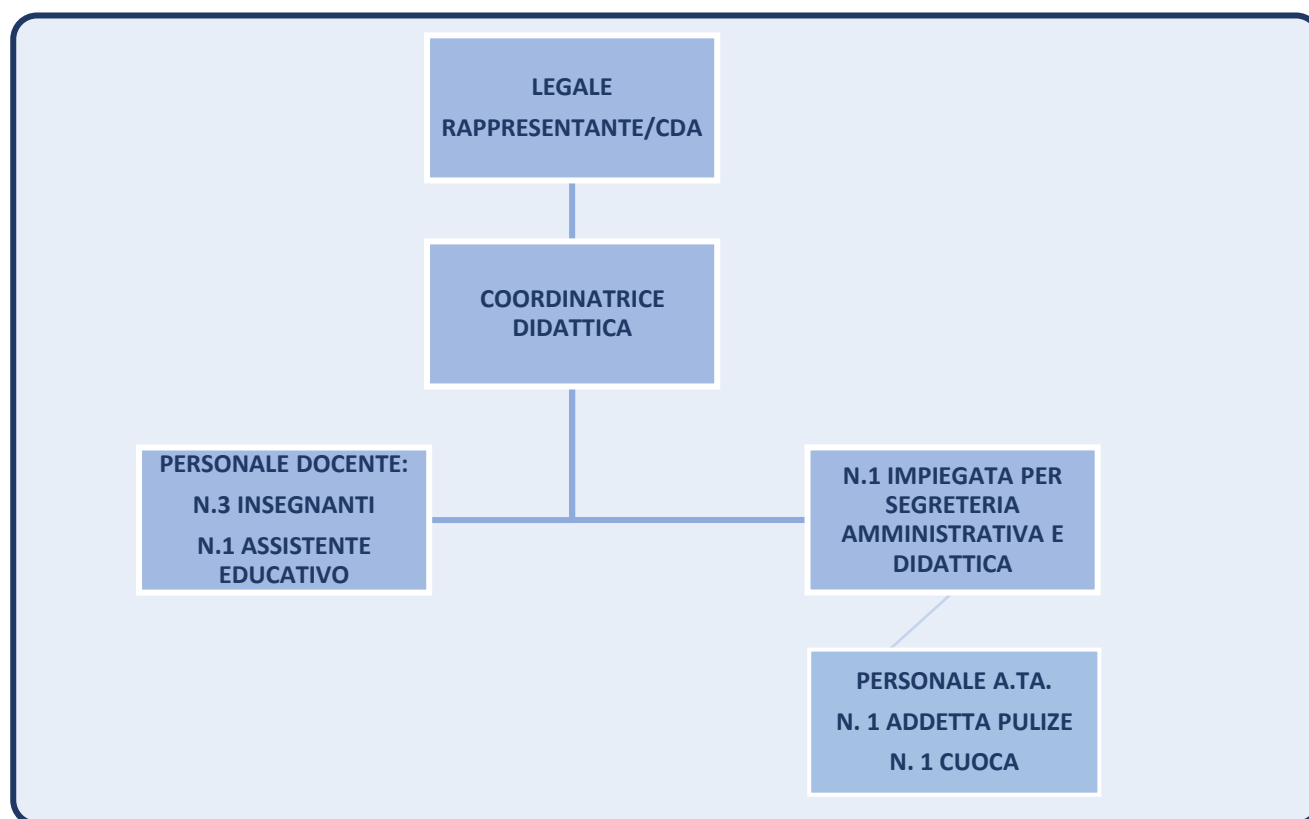 LEGALE
RAPPRESENTANTE/CDA
COORDINATRICE
DIDATTICA
PERSONALE DOCENTE:
N.3 INSEGNANTI
N.1 ASSISTENTE
EDUCATIVO
N.1 IMPIEGATA PER
SEGRETERIA
AMMINISTRATIVA E
DIDATTICA
PERSONALE A.TA.
N. 1 ADDETTA PULIZE
N. 1 CUOCA